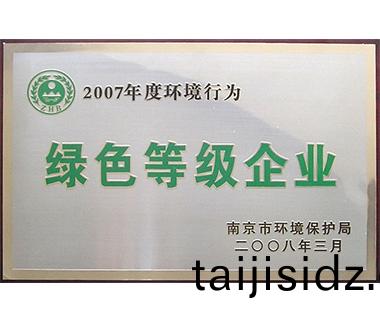 ZHB
2007年度环境行为
绿色等级企业
南京市环境保护局
二〇〇八年三月
taijisidz.